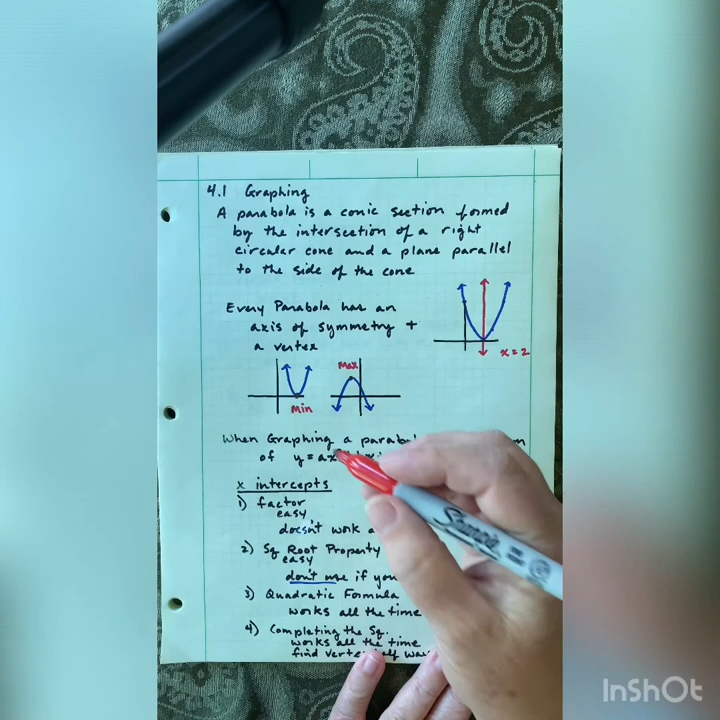 4.1 Graphing
A parabola is a conic section formed
by the intersection of a right
circular cone and a plane parallel
to the side of the cone
Every Parabola has an
axis of symmetry +
a vertex
x = 2
Max
Min
When Graphing a parabol
of y = ax
x intercepts
1) factor
easy
doesn't work a
2) Sq Root Property
easy
don't use if you
3) Quadratic Formula
works all the time
4) Completing the Sq.
works all the time
find vertex
Sharpie
InShOt